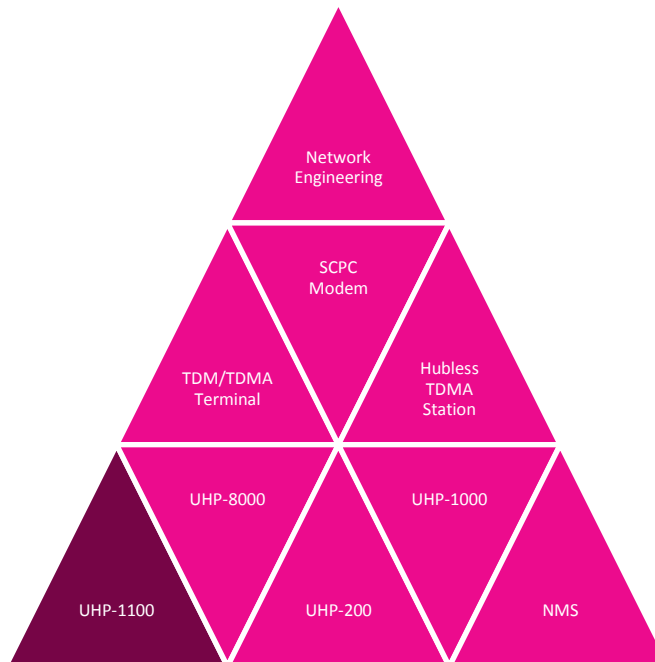 Network
Engineering
SCPC
Modem
TDM/TDMA
Terminal
Hubless
TDMA
Station
UHP-8000
UHP-1000
UHP-1100
UHP-200
NMS